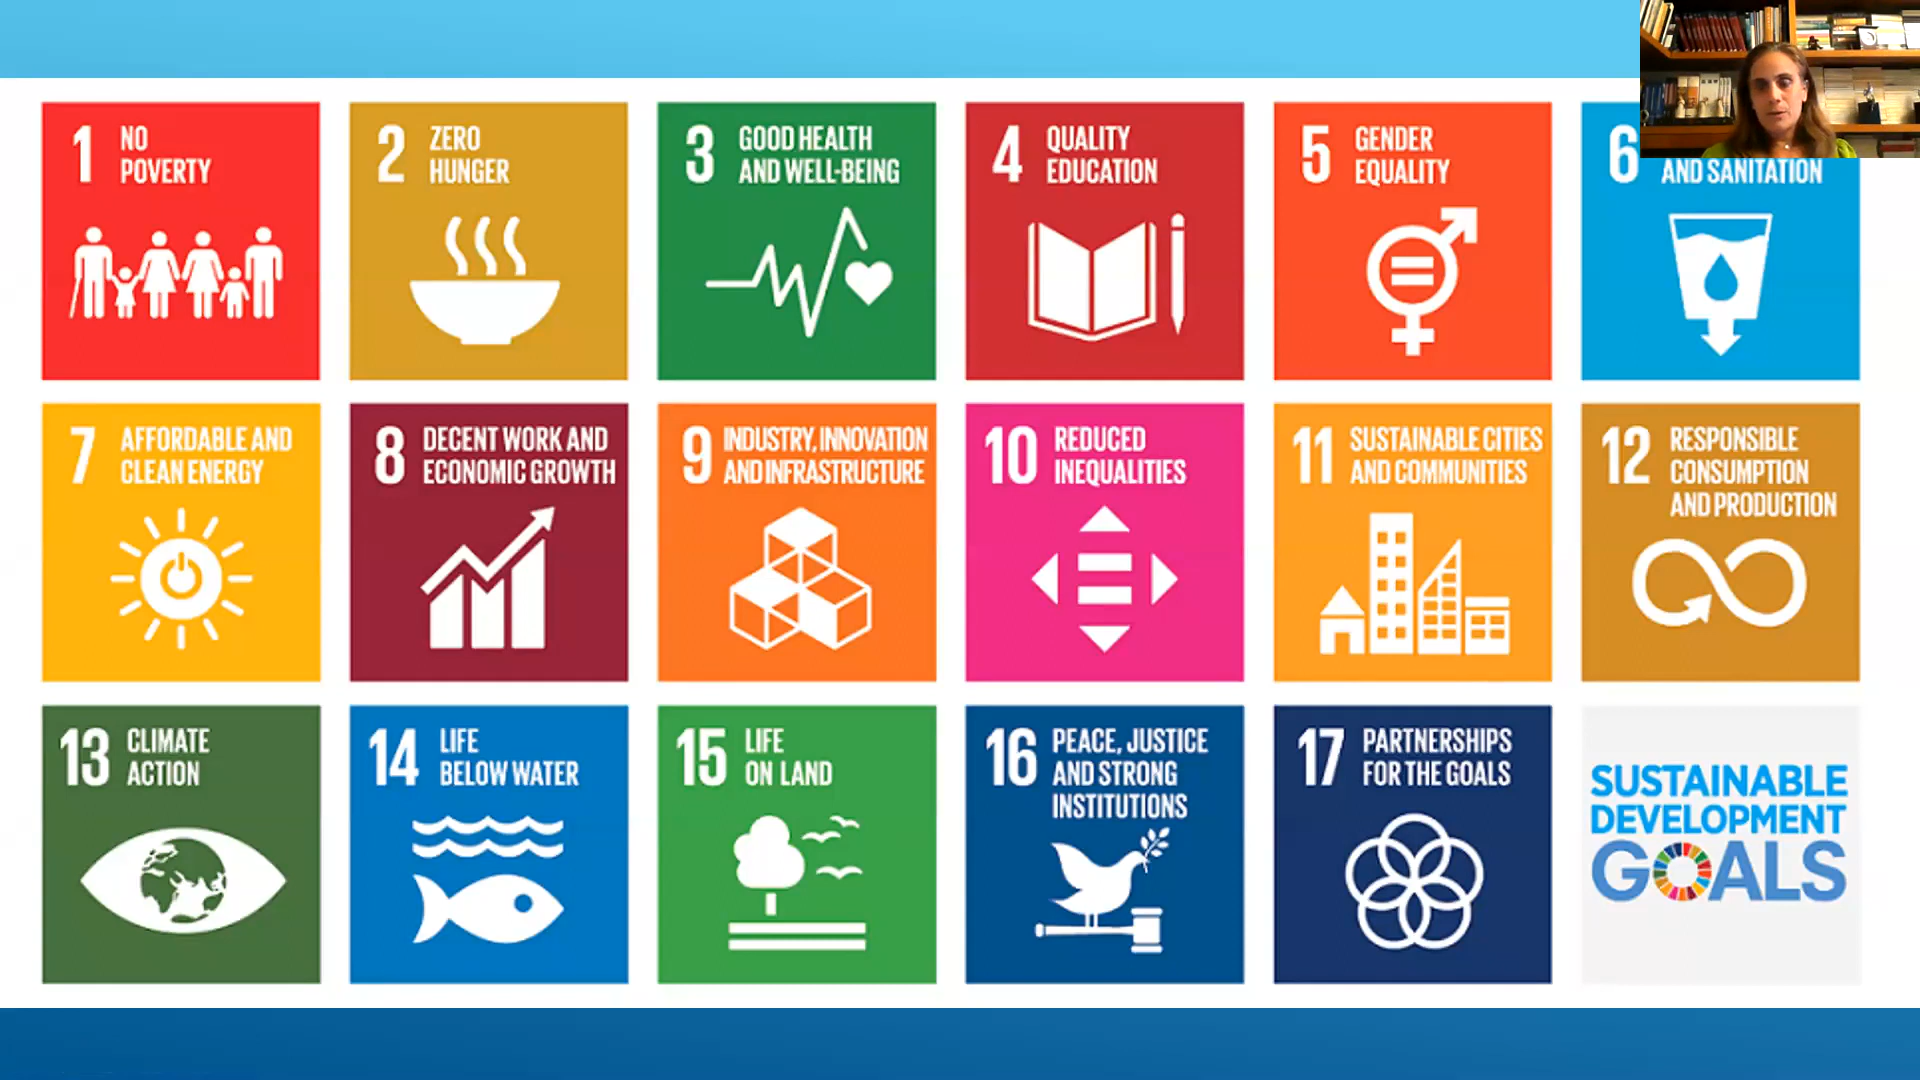 1 NO
POVERTY
2 ZERO
HUNGER
3 GOOD HEALTH
AND WELL-BEING
4 QUALITY
EDUCATION
5 GENDER
EQUALITY
6
AND SANITATION
7 AFFORDABLE AND
CLEAN ENERGY
8 DECENT WORK AND
ECONOMIC GROWTH
9 INDUSTRY, INNOVATION
AND INFRASTRUCTURE
10 REDUCED
INEQUALITIES
11 SUSTAINABLE CITIES
AND COMMUNITIES
12 RESPONSIBLE
CONSUMPTION
AND PRODUCTION
13 CLIMATE
ACTION
14 LIFE
BELOW WATER
15 LIFE
ON LAND
16 PEACE, JUSTICE
AND STRONG
INSTITUTIONS
17 PARTNERSHIPS
FOR THE GOALS
SUSTAINABLE
DEVELOPMENT
GOALS